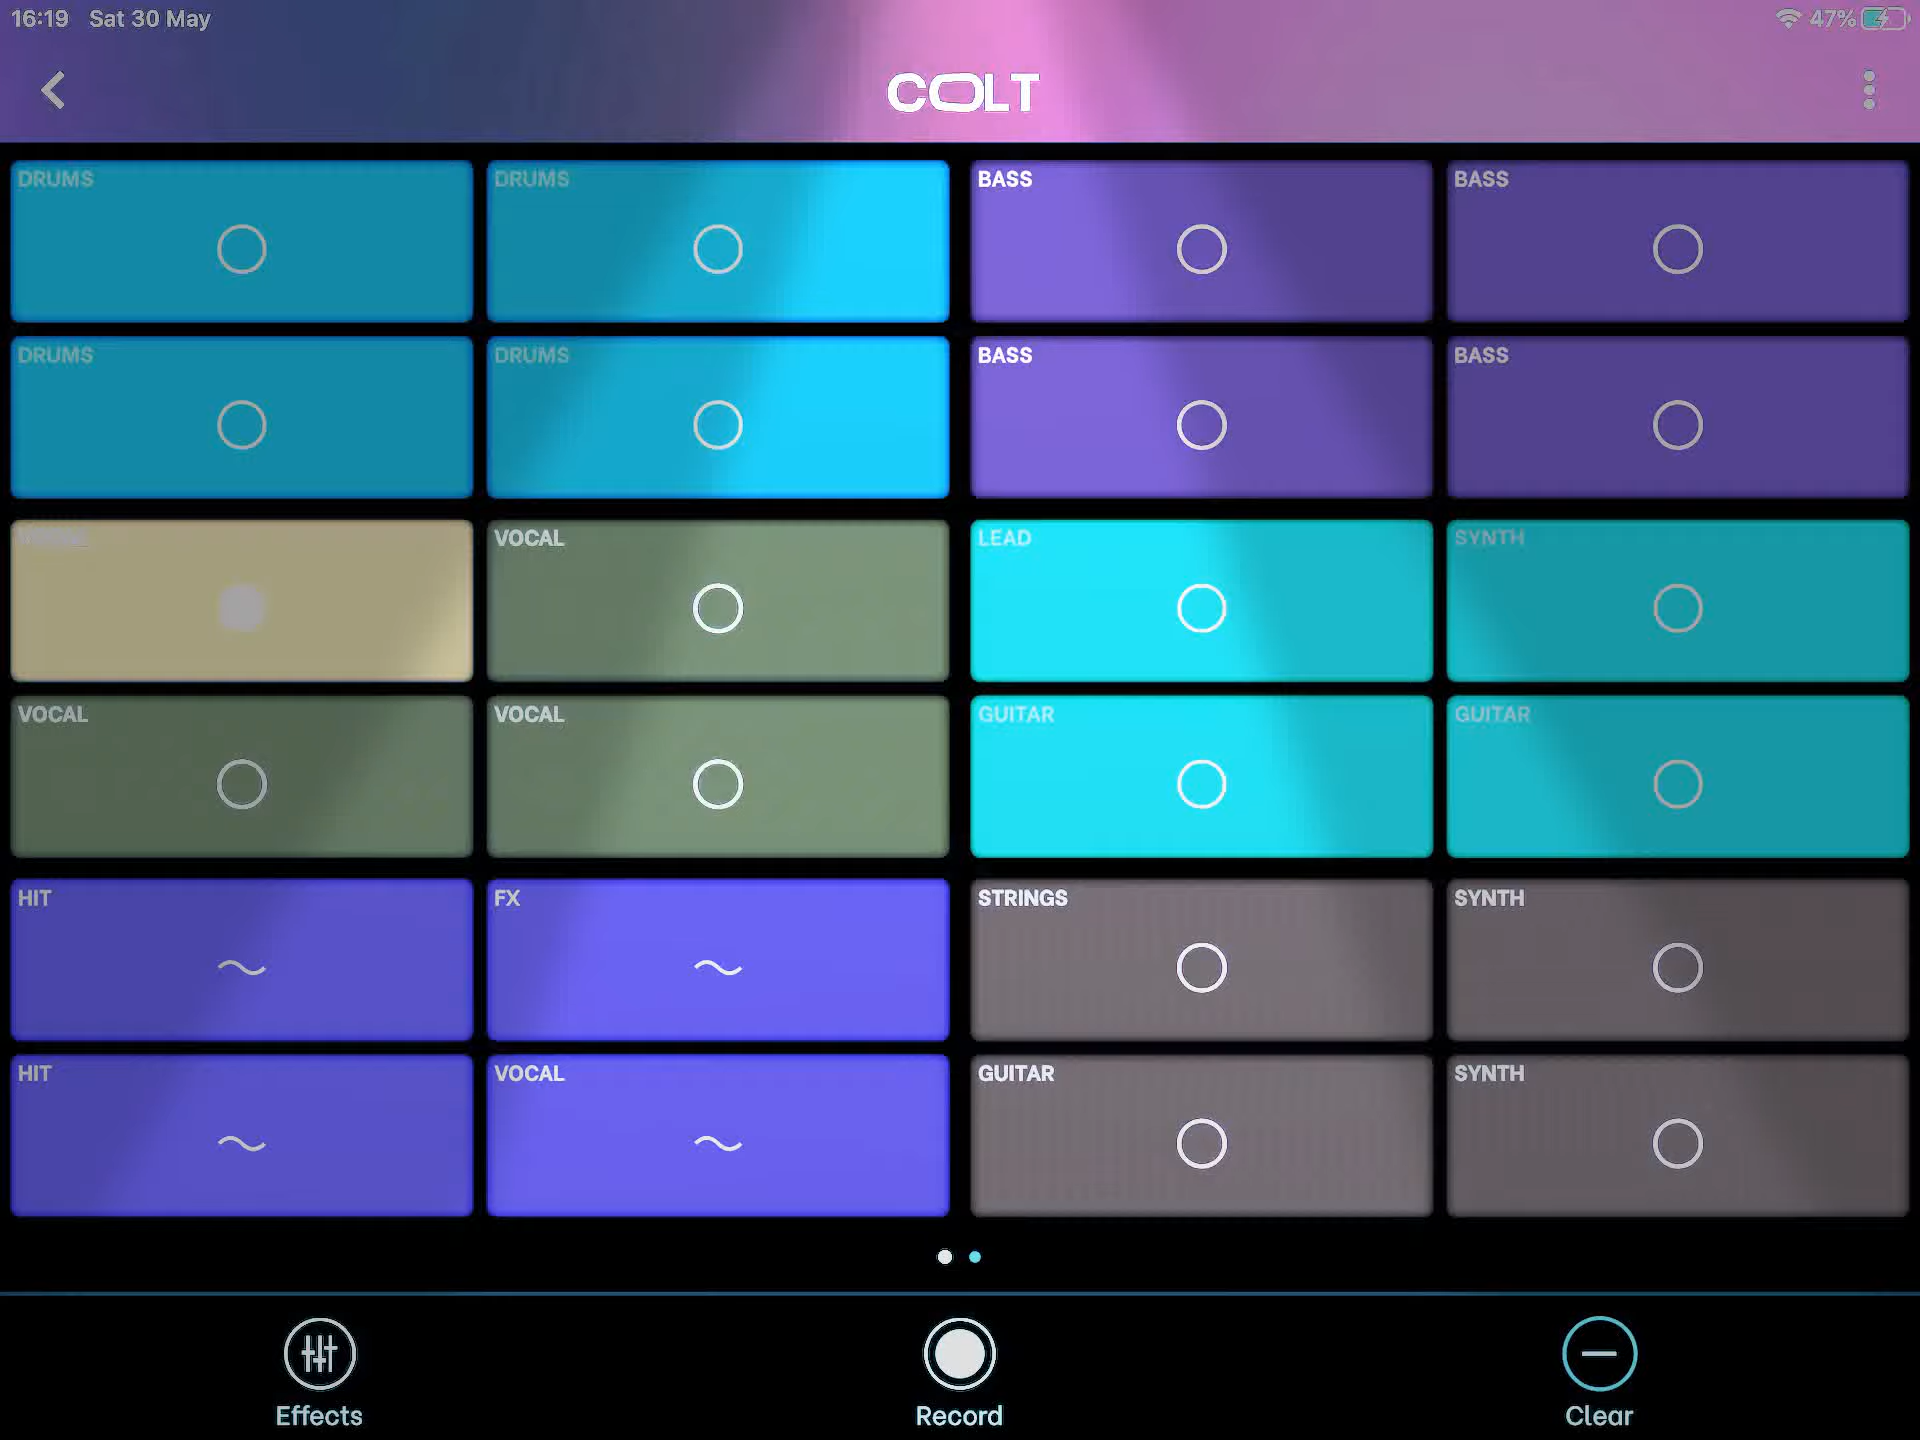 16:19 Sat 30 May 47%
COLT
DRUMS DRUMS BASS BASS
DRUMS DRUMS BASS BASS
VOCAL LEAD SYNTH
VOCAL VOCAL GUITAR GUITAR
HIT FX STRINGS SYNTH
HIT VOCAL GUITAR SYNTH
Effects Record Clear